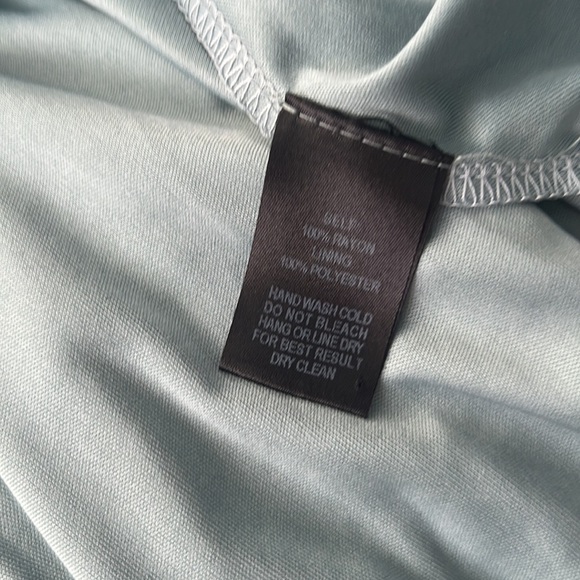 SELF
100% RAYON
LINING
100% POLYESTER
HAND WASH COLD
DO NOT BLEACH
HANG OR LINE DRY
FOR BEST RESULT
DRY CLEAN